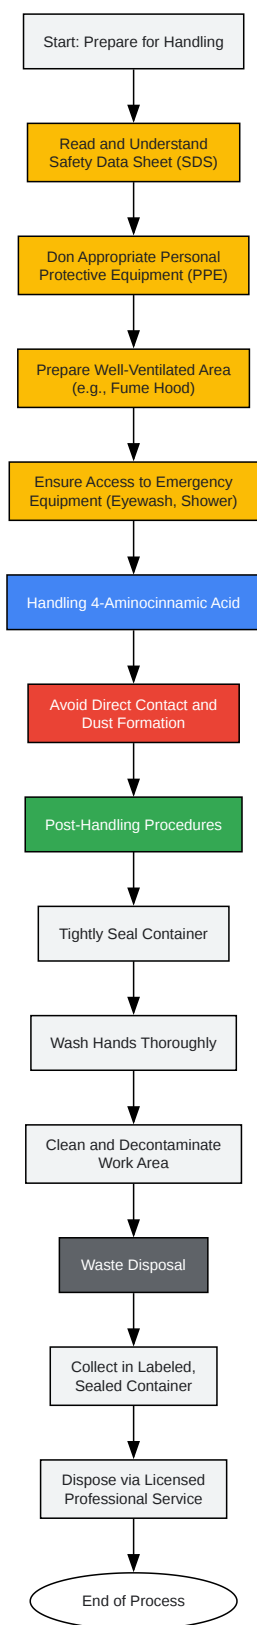 Start: Prepare for Handling
Read and Understand
Safety Data Sheet (SDS)
Don Appropriate Personal
Protective Equipment (PPE)
Prepare Well-Ventilated Area
(e.g., Fume Hood)
Ensure Access to Emergency
Equipment (Eyewash, Shower)
Handling 4-Aminocinnamic Acid
Avoid Direct Contact and
Dust Formation
Post-Handling Procedures
Tightly Seal Container
Wash Hands Thoroughly
Clean and Decontaminate
Work Area
Waste Disposal
Collect in Labeled,
Sealed Container
Dispose via Licensed
Professional Service
End of Process